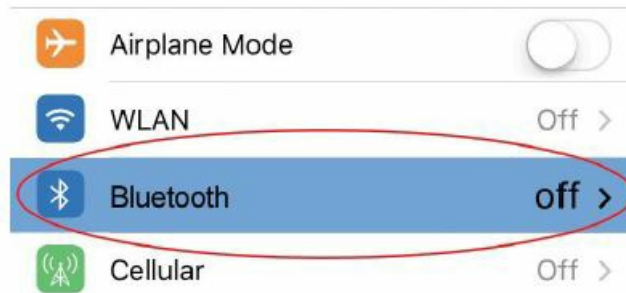 Airplane Mode
WLAN Off >
Bluetooth off >
Cellular Off >